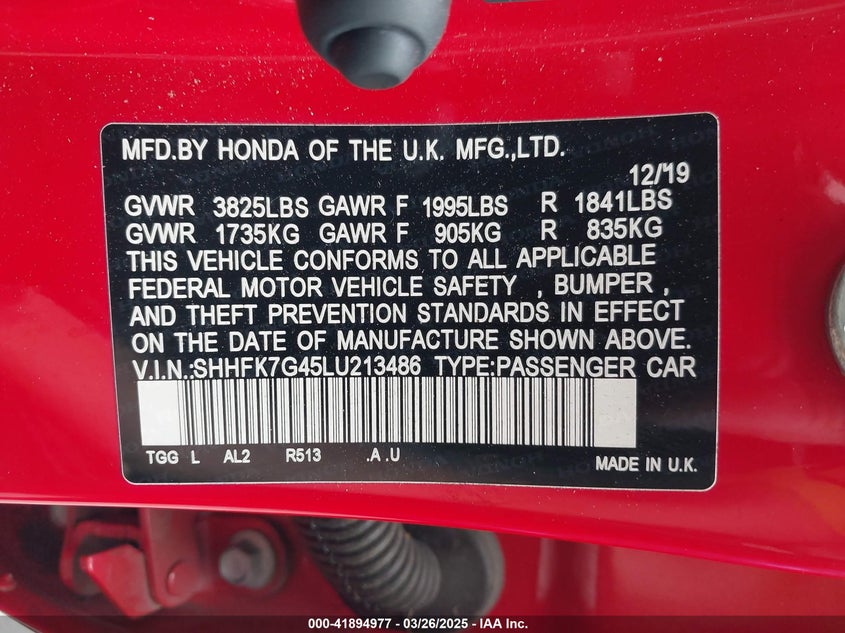 MFD.BY HONDA OF THE U.K. MFG.,LTD.
12/19
GVWR 3825LBS GAWR F 1995LBS R 1841LBS
GVWR 1735KG GAWR F 905KG R 835KG
THIS VEHICLE CONFORMS TO ALL APPLICABLE
FEDERAL MOTOR VEHICLE SAFETY , BUMPER ,
AND THEFT PREVENTION STANDARDS IN EFFECT
ON THE DATE OF MANUFACTURE SHOWN ABOVE.
V.I.N.:SHHFK7G45LU213486 TYPE:PASSENGER CAR
TGG L AL2 R513 .A .U
MADE IN U.K.
000-41894977 — 03/26/2025 — IAA Inc.